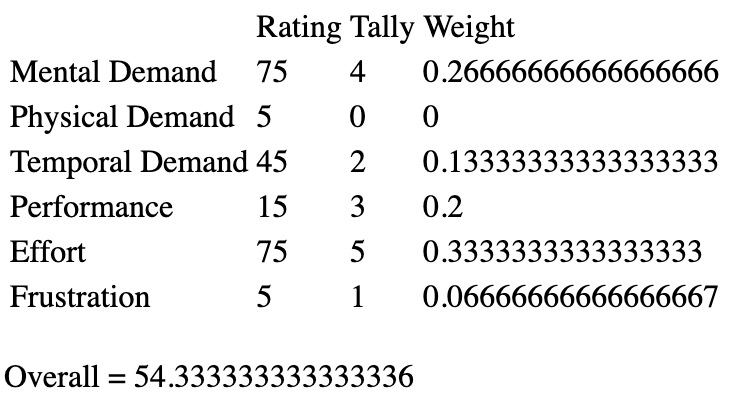 Rating Tally Weight
Mental Demand 75 4 0.26666666666666666
Physical Demand 5 0 0
Temporal Demand 45 2 0.13333333333333333
Performance 15 3 0.2
Effort 75 5 0.3333333333333333
Frustration 5 1 0.06666666666666667
Overall = 54.333333333333336